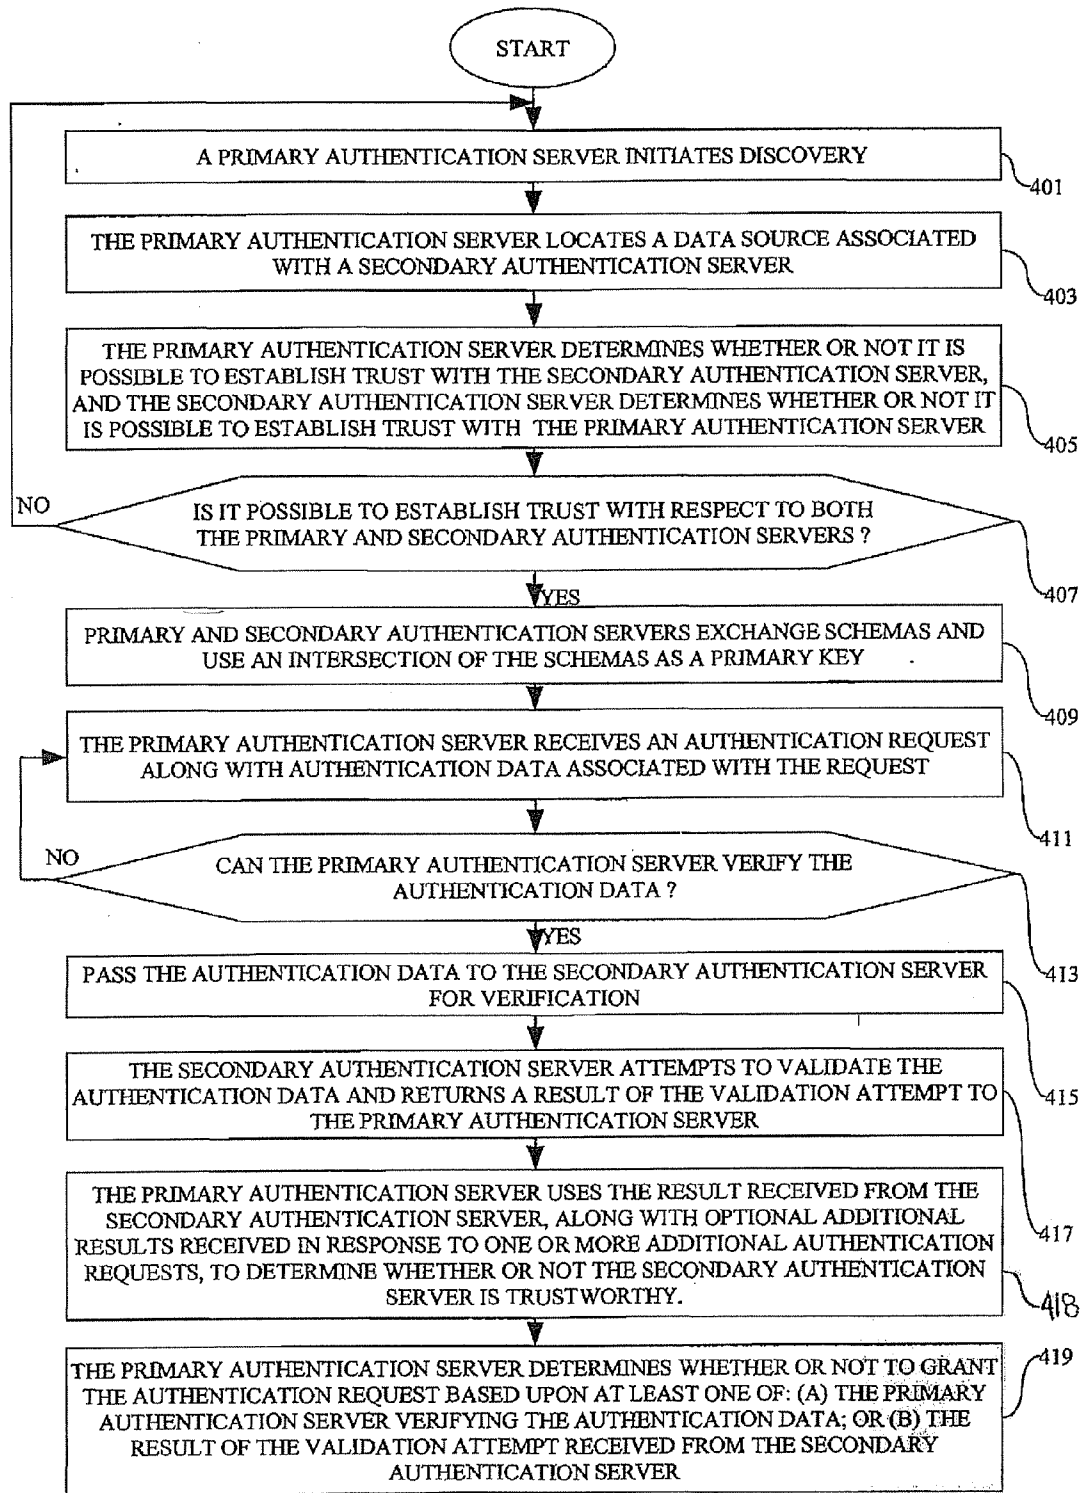 START
A PRIMARY AUTHENTICATION SERVER INITIATES DISCOVERY
401
THE PRIMARY AUTHENTICATION SERVER LOCATES A DATA SOURCE ASSOCIATED
WITH A SECONDARY AUTHENTICATION SERVER
403
THE PRIMARY AUTHENTICATION SERVER DETERMINES WHETHER OR NOT IT IS
POSSIBLE TO ESTABLISH TRUST WITH THE SECONDARY AUTHENTICATION SERVER,
AND THE SECONDARY AUTHENTICATION SERVER DETERMINES WHETHER OR NOT IT
IS POSSIBLE TO ESTABLISH TRUST WITH THE PRIMARY AUTHENTICATION SERVER
405
NO
IS IT POSSIBLE TO ESTABLISH TRUST WITH RESPECT TO BOTH
THE PRIMARY AND SECONDARY AUTHENTICATION SERVERS ?
407
YES
PRIMARY AND SECONDARY AUTHENTICATION SERVERS EXCHANGE SCHEMAS AND
USE AN INTERSECTION OF THE SCHEMAS AS A PRIMARY KEY
409
THE PRIMARY AUTHENTICATION SERVER RECEIVES AN AUTHENTICATION REQUEST
ALONG WITH AUTHENTICATION DATA ASSOCIATED WITH THE REQUEST
411
NO
CAN THE PRIMARY AUTHENTICATION SERVER VERIFY THE
AUTHENTICATION DATA ?
413
YES
PASS THE AUTHENTICATION DATA TO THE SECONDARY AUTHENTICATION SERVER
FOR VERIFICATION
415
THE SECONDARY AUTHENTICATION SERVER ATTEMPTS TO VALIDATE THE
AUTHENTICATION DATA AND RETURNS A RESULT OF THE VALIDATION ATTEMPT TO
THE PRIMARY AUTHENTICATION SERVER
417
THE PRIMARY AUTHENTICATION SERVER USES THE RESULT RECEIVED FROM THE
SECONDARY AUTHENTICATION SERVER, ALONG WITH OPTIONAL ADDITIONAL
RESULTS RECEIVED IN RESPONSE TO ONE OR MORE ADDITIONAL AUTHENTICATION
REQUESTS, TO DETERMINE WHETHER OR NOT THE SECONDARY AUTHENTICATION
SERVER IS TRUSTWORTHY.
418
THE PRIMARY AUTHENTICATION SERVER DETERMINES WHETHER OR NOT TO GRANT
THE AUTHENTICATION REQUEST BASED UPON AT LEAST ONE OF: (A) THE PRIMARY
AUTHENTICATION SERVER VERIFYING THE AUTHENTICATION DATA; OR (B) THE
RESULT OF THE VALIDATION ATTEMPT RECEIVED FROM THE SECONDARY
AUTHENTICATION SERVER
419